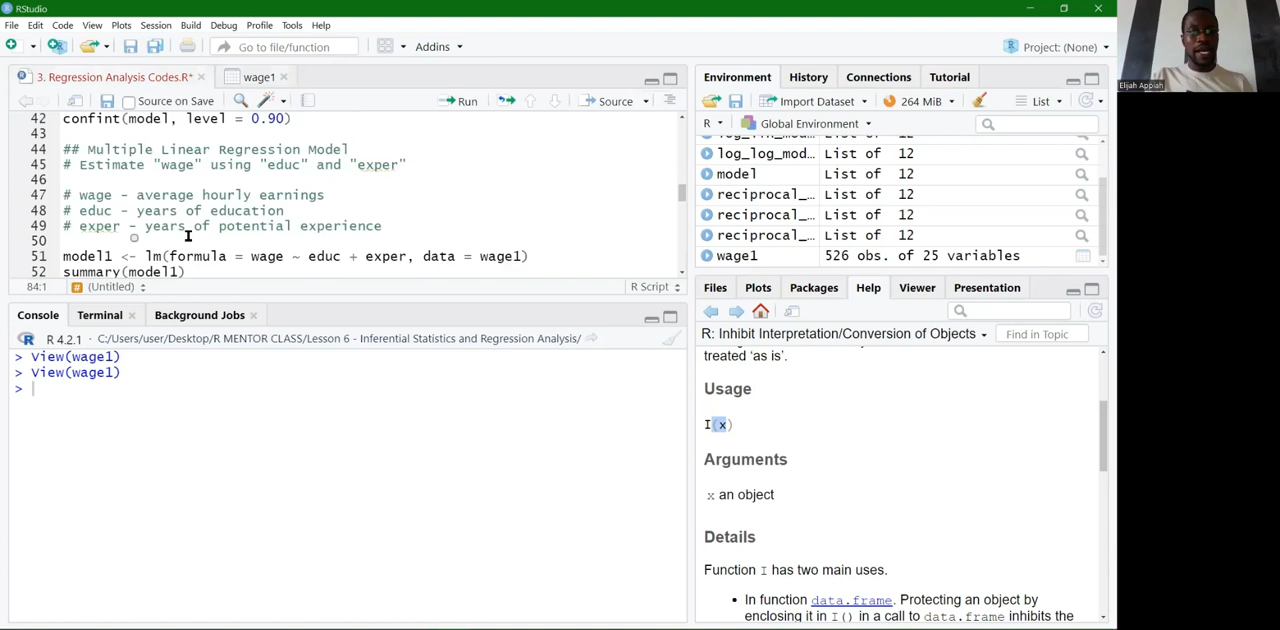 RStudio
File Edit Code View Plots Session Build Debug Profile Tools Help
Go to file/function Addins Project: (None)
3. Regression Analysis Codes.R* wage1
Source on Save Run Source
42 confint(model, level = 0.90)
43
44 ## Multiple Linear Regression Model
45 # Estimate "wage" using "educ" and "exper"
46
47 # wage - average hourly earnings
48 # educ - years of education
49 # exper - years of potential experience
50
51 model1 <- lm(formula = wage ~ educ + exper, data = wage1)
52 summary(model1)
84:1 # (Untitled) R Script
Console Terminal Background Jobs
R 4.2.1 · C:/Users/user/Desktop/R MENTOR CLASS/Lesson 6 - Inferential Statistics and Regression Analysis/
> View(wage1)
> View(wage1)
>
Environment History Connections Tutorial
Import Dataset 264 MiB List
R Global Environment
log_log_mod... List of 12
model List of 12
reciprocal_... List of 12
reciprocal_... List of 12
reciprocal_... List of 12
wage1 526 obs. of 25 variables
Files Plots Packages Help Viewer Presentation
R: Inhibit Interpretation/Conversion of Objects Find in Topic
treated ‘as is’.
Usage
I(x)
Arguments
x an object
Details
Function I has two main uses.
• In function data.frame. Protecting an object by
enclosing it in I() in a call to data.frame inhibits the
Elijah Appiah